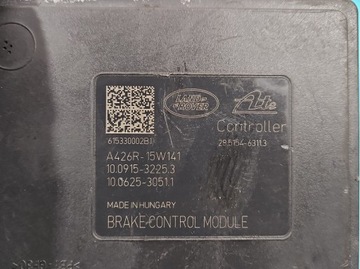 LAND ROVER
Ate
61533000281
Controller
28.5154-6311.3
A426R-15W141
10.0915-3225.3
10.0625-3051.1
MADE IN HUNGARY
BRAKE CONTROL MODULE